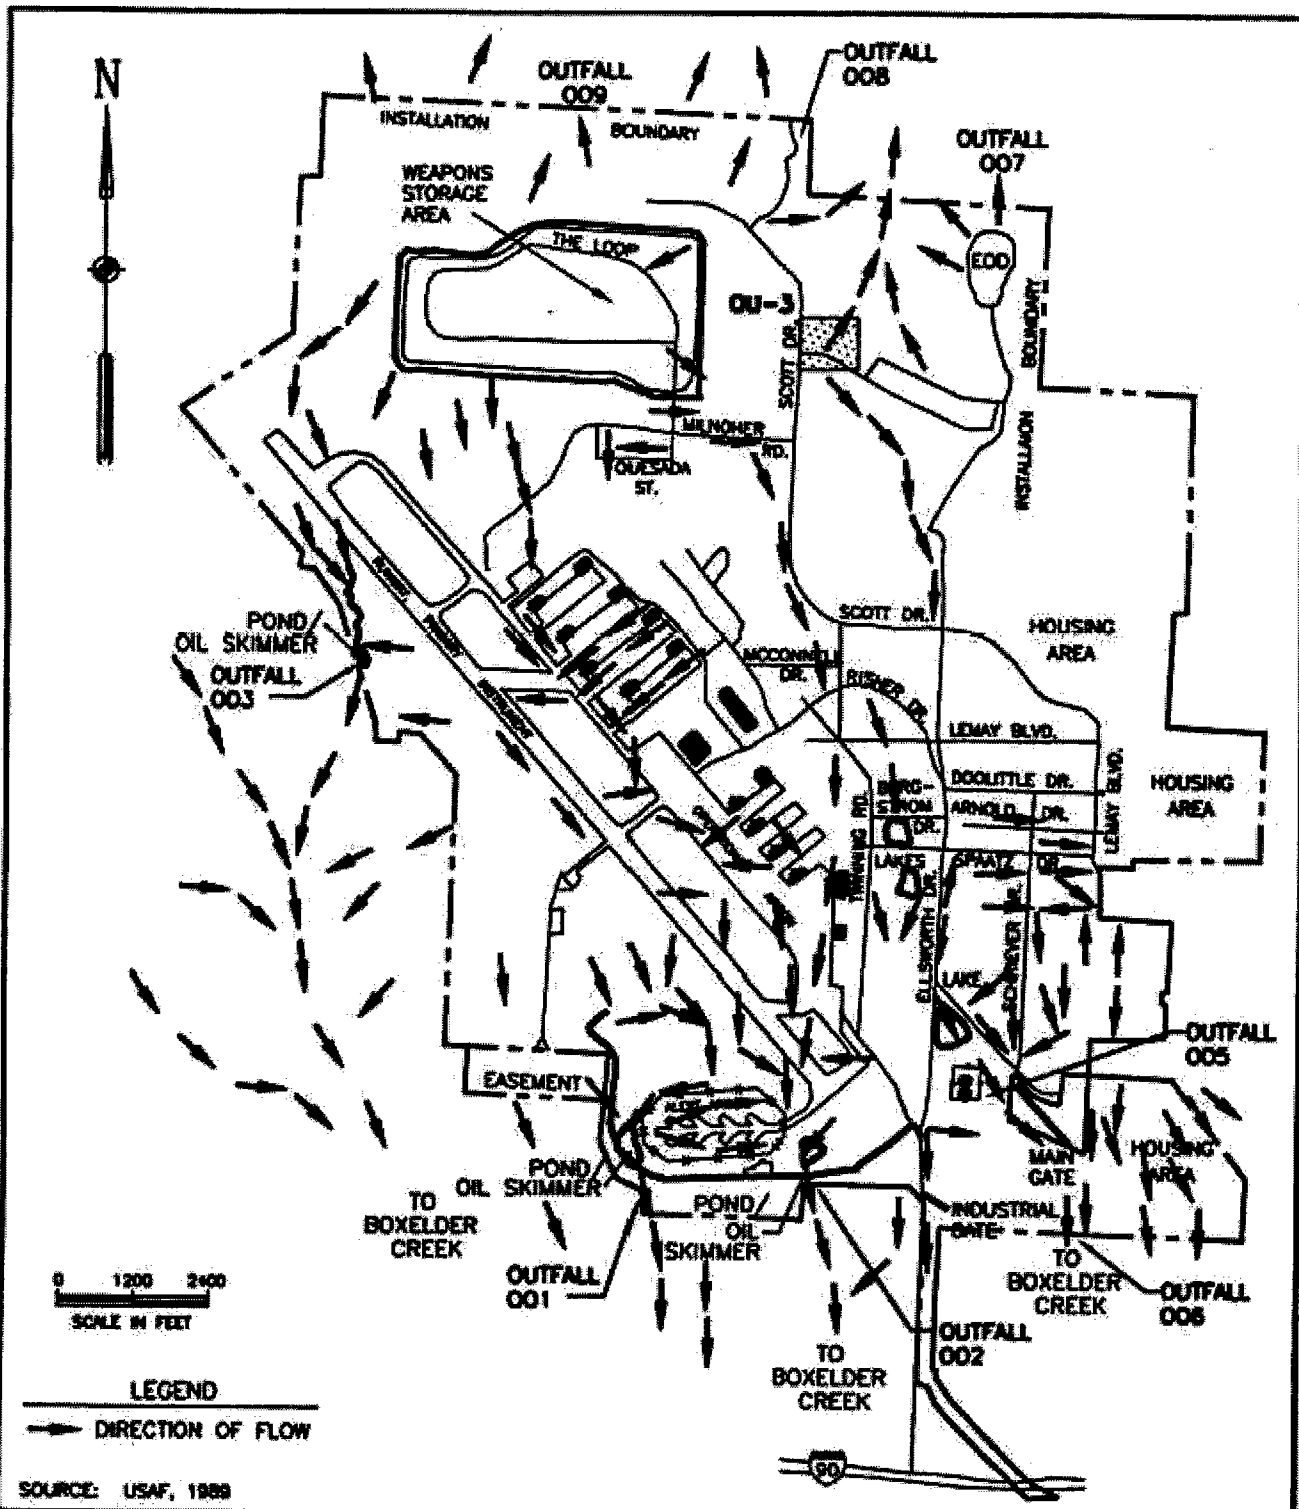 N
OUTFALL
009
OUTFALL
008
INSTALLATION
BOUNDARY
OUTFALL
007
WEAPONS
STORAGE
AREA
THE LOOP
EOD
OU-3
SCOTT DR.
BOUNDARY
INSTALLAION
MILNOHER
RD.
QUESADA
ST.
POND/
OIL SKIMMER
OUTFALL
003
SCOTT DR.
HOUSING
AREA
MCCONNELL
DR.
RISHER DR.
LEMAY BLVD.
INSTRUMENT
DOOLITTLE DR.
LEMAY BLVD.
HOUSING
AREA
BERG-
STROM
DR.
ARNOLD DR.
TWINNING RD.
LAKES
SPAATZ DR.
ELLSWORTH DR.
SCHRIEVER DR.
LAKE
OUTFALL
005
EASEMENT
MAIN
GATE
HOUSING
AREA
POND
OIL SKIMMER
TO
BOXELDER
CREEK
POND/
OIL
SKIMMER
INDUSTRIAL
GATE
TO
BOXELDER
CREEK
OUTFALL
001
OUTFALL
006
OUTFALL
002
TO
BOXELDER
CREEK
0 1200 2400
SCALE IN FEET
LEGEND
DIRECTION OF FLOW
90
SOURCE: USAF, 1989